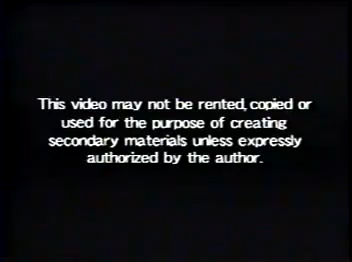 This video may not be rented, copied or
used for the purpose of creating
secondary materials unless expressly
authorized by the author.